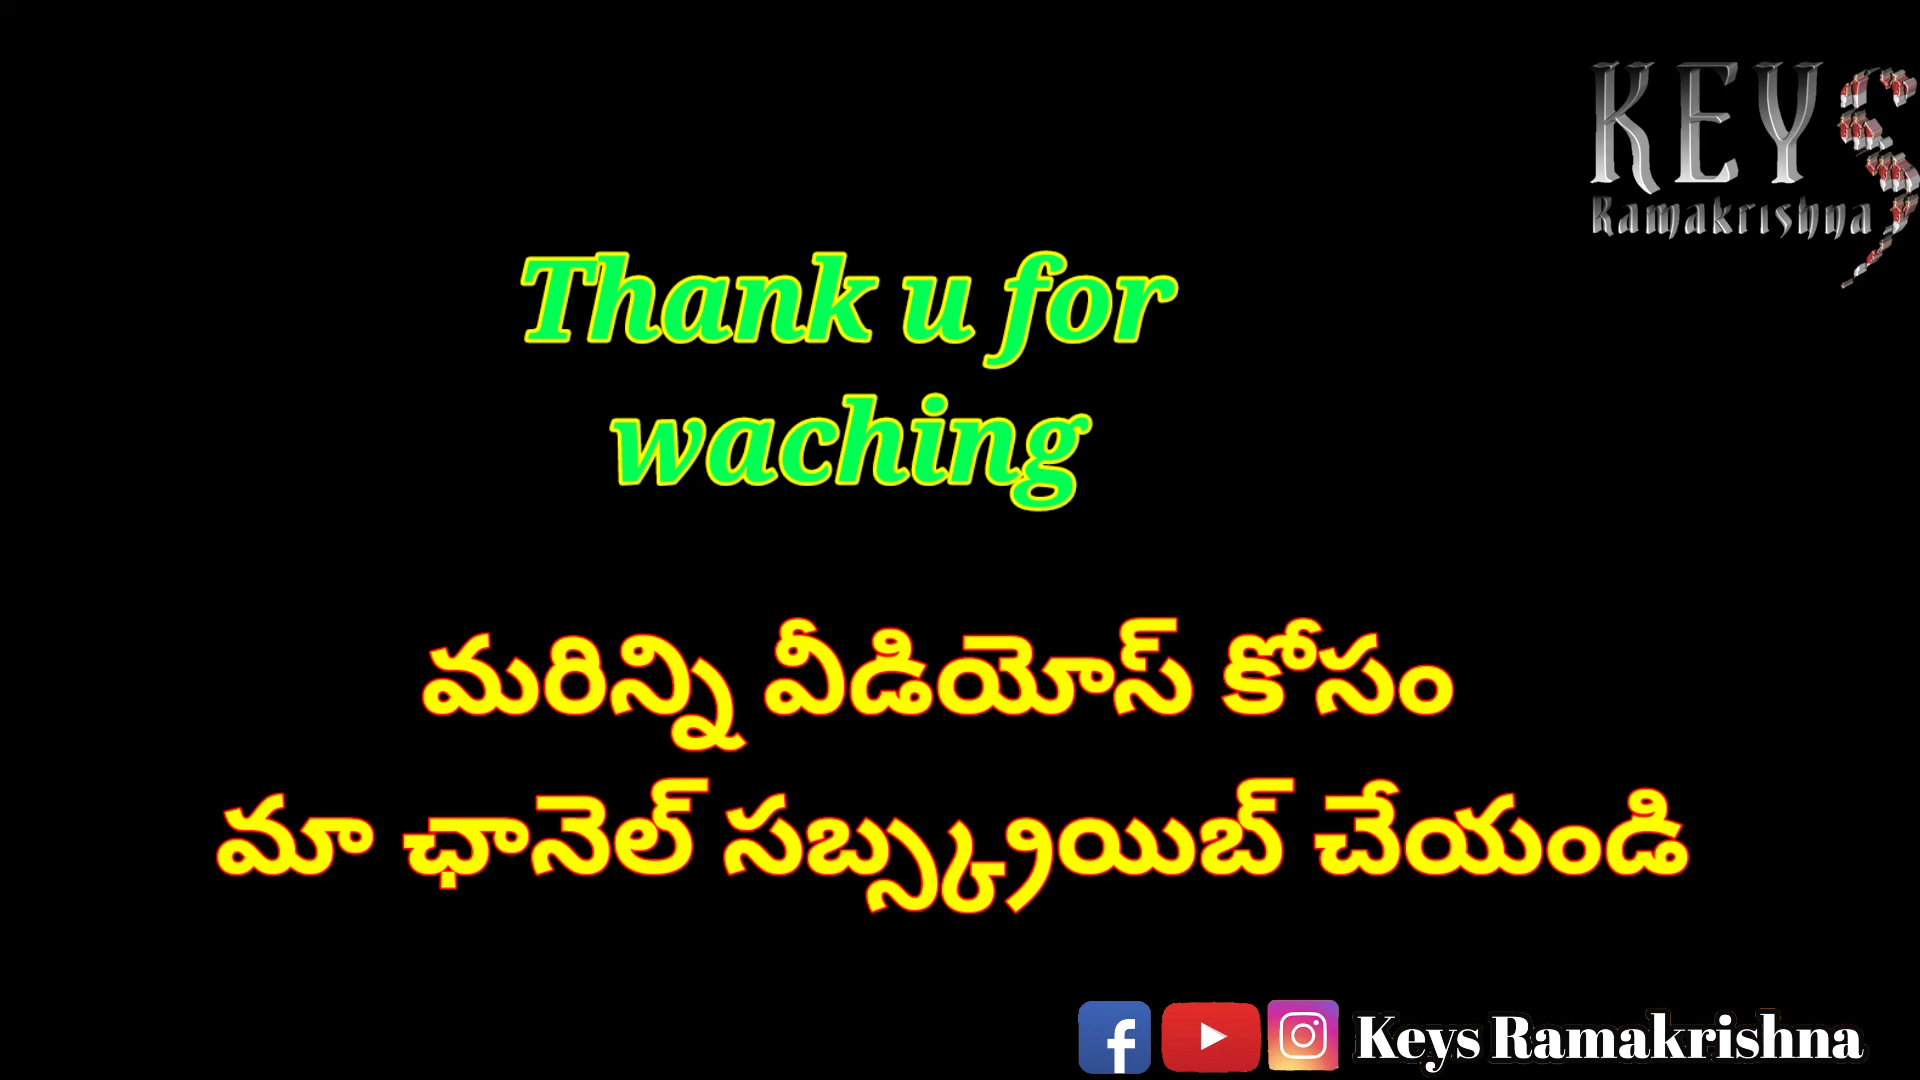 KEYS
Ramakrishna
Thank u for
waching
మరిన్ని వీడియోస్ కోసం
మా ఛానెల్ సబ్స్క్రయిబ్ చేయండి
Keys Ramakrishna